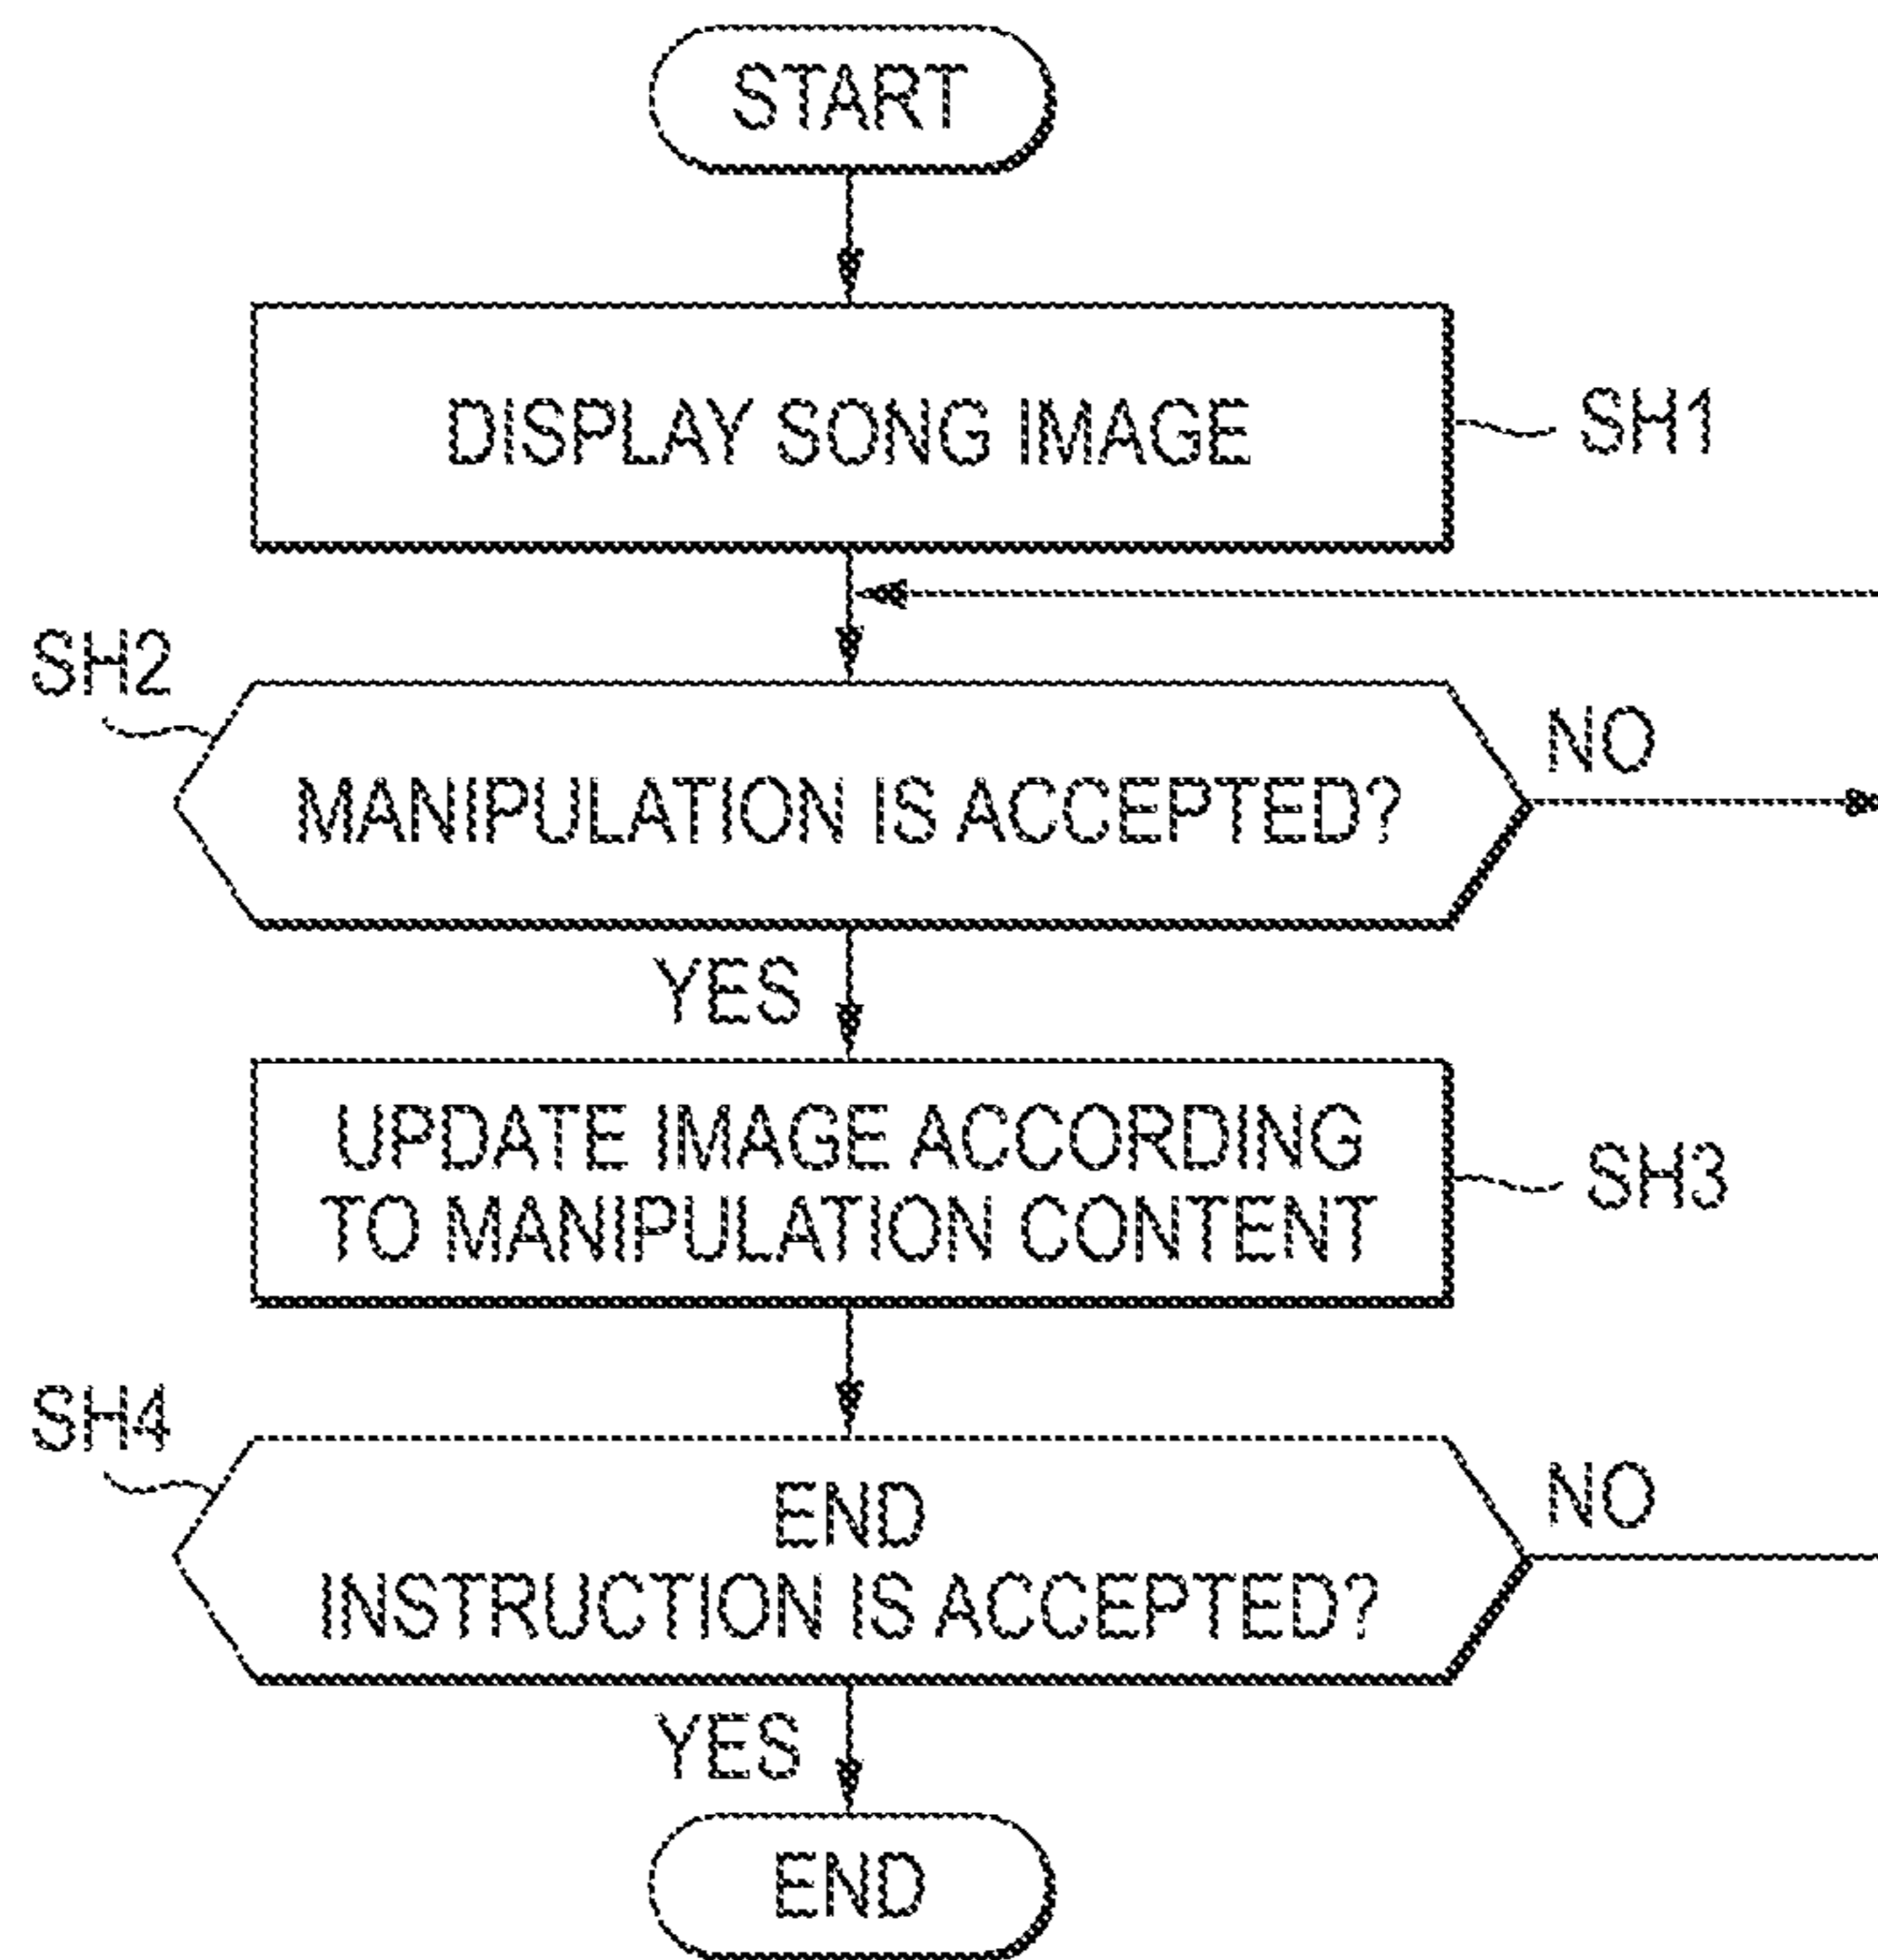 START
DISPLAY SONG IMAGE
SH1
SH2
MANIPULATION IS ACCEPTED?
NO
YES
UPDATE IMAGE ACCORDING
TO MANIPULATION CONTENT
SH3
SH4
END
INSTRUCTION IS ACCEPTED?
NO
YES
END